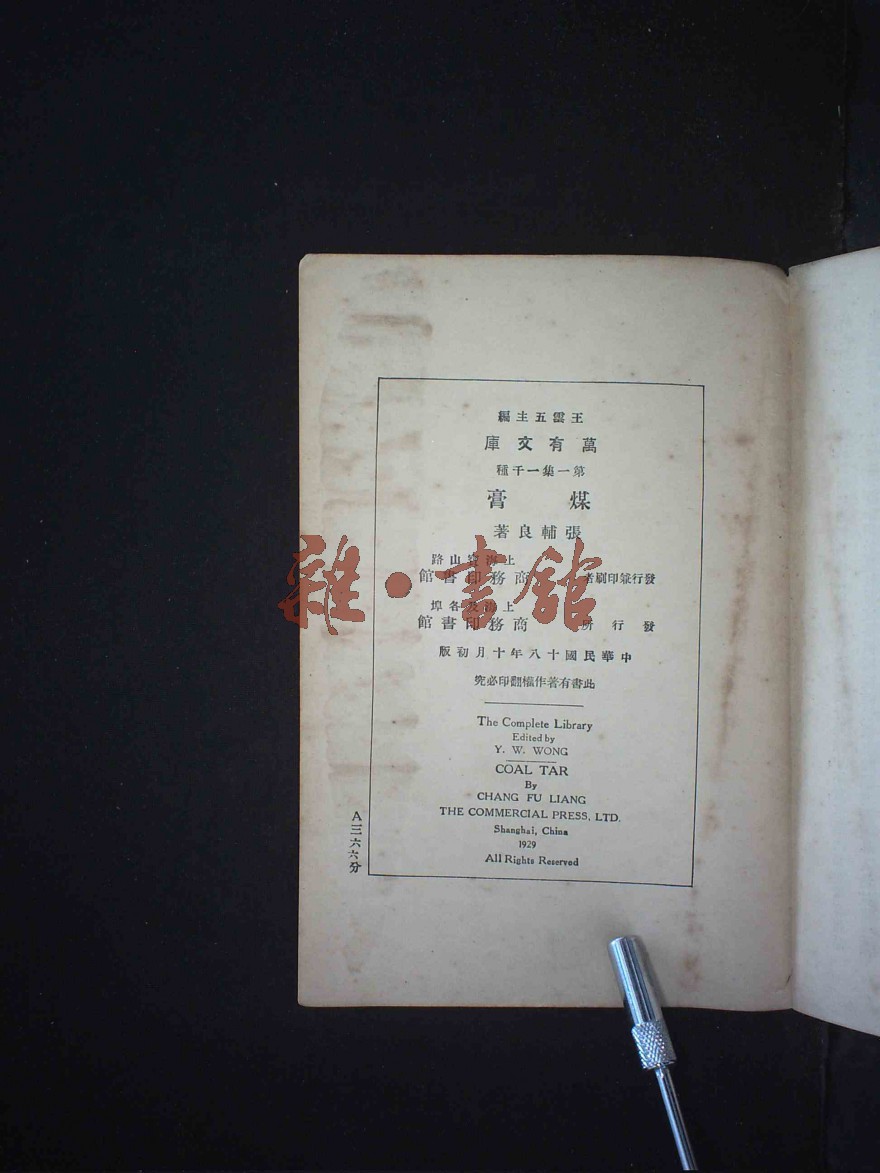 王雲五主編
萬有文庫
第一集一千種
煤膏
張輔良著
上海寶山路
發行兼印刷者 商務印書館
上海及各埠
發行所 商務印書館
中華民國十八年十月初版
此書有著作權翻印必究
The Complete Library
Edited by
Y. W. WONG
COAL TAR
By
CHANG FU LIANG
THE COMMERCIAL PRESS, LTD.
Shanghai, China
1929
All Rights Reserved
A三六六分
雜·書館